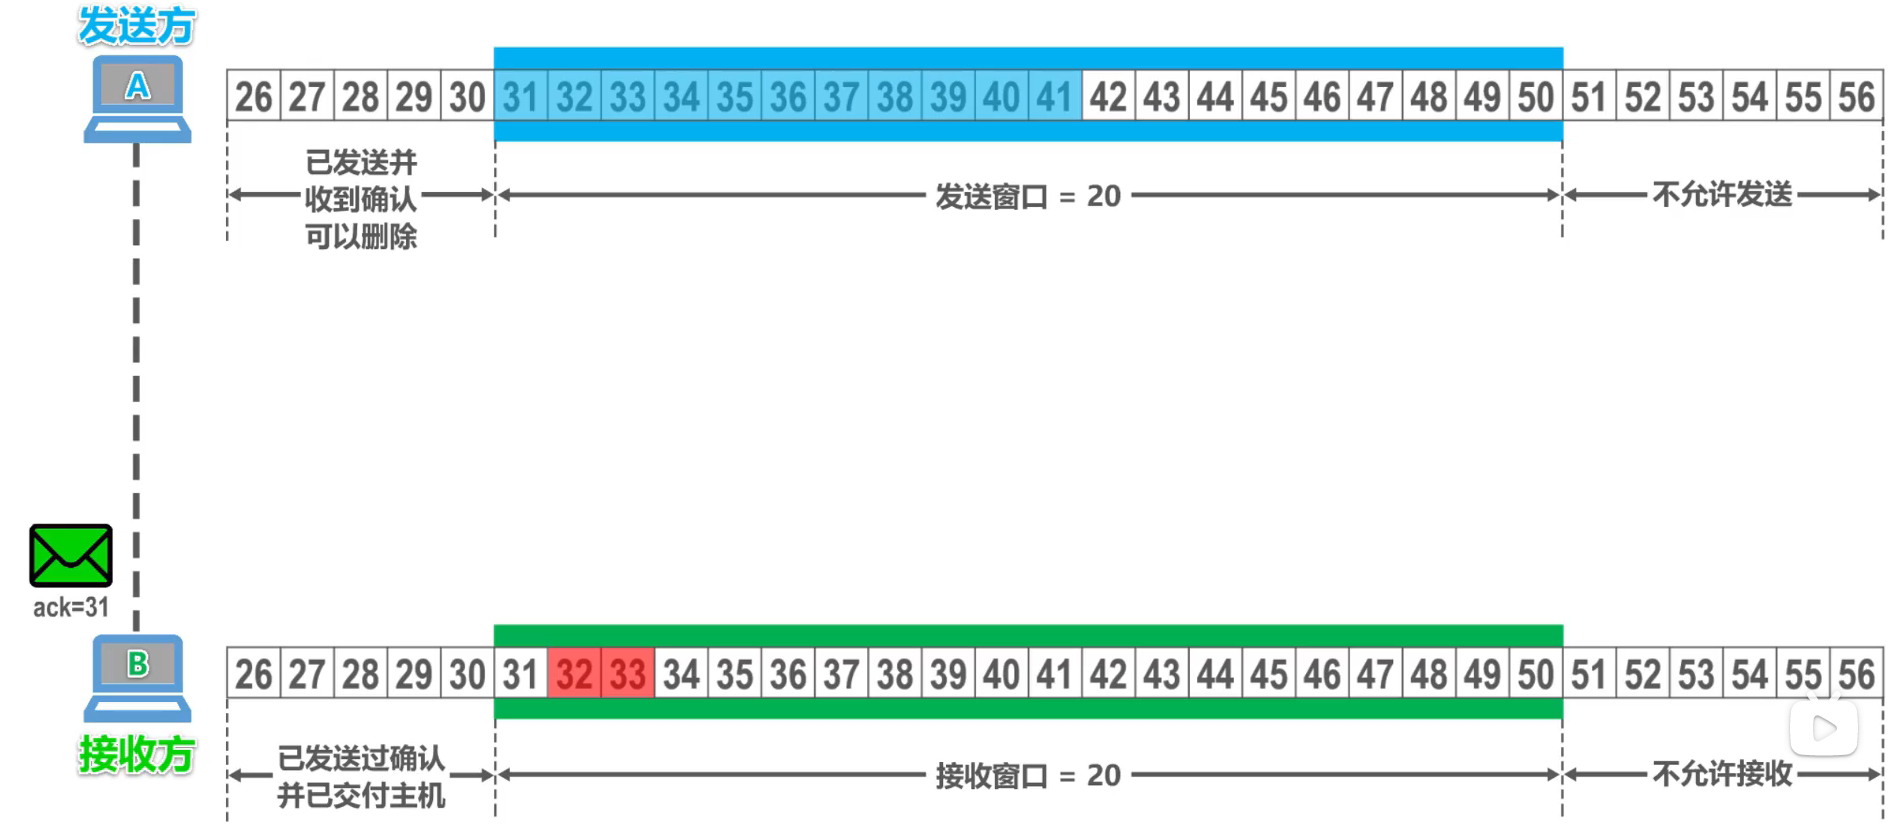 发送方
A
26 27 28 29 30 31 32 33 34 35 36 37 38 39 40 41 42 43 44 45 46 47 48 49 50 51 52 53 54 55 56
已发送并
收到确认
可以删除
发送窗口 = 20
不允许发送
ack=31
B
接收方
26 27 28 29 30 31 32 33 34 35 36 37 38 39 40 41 42 43 44 45 46 47 48 49 50 51 52 53 54 55 56
已发送过确认
并已交付主机
接收窗口 = 20
不允许接收